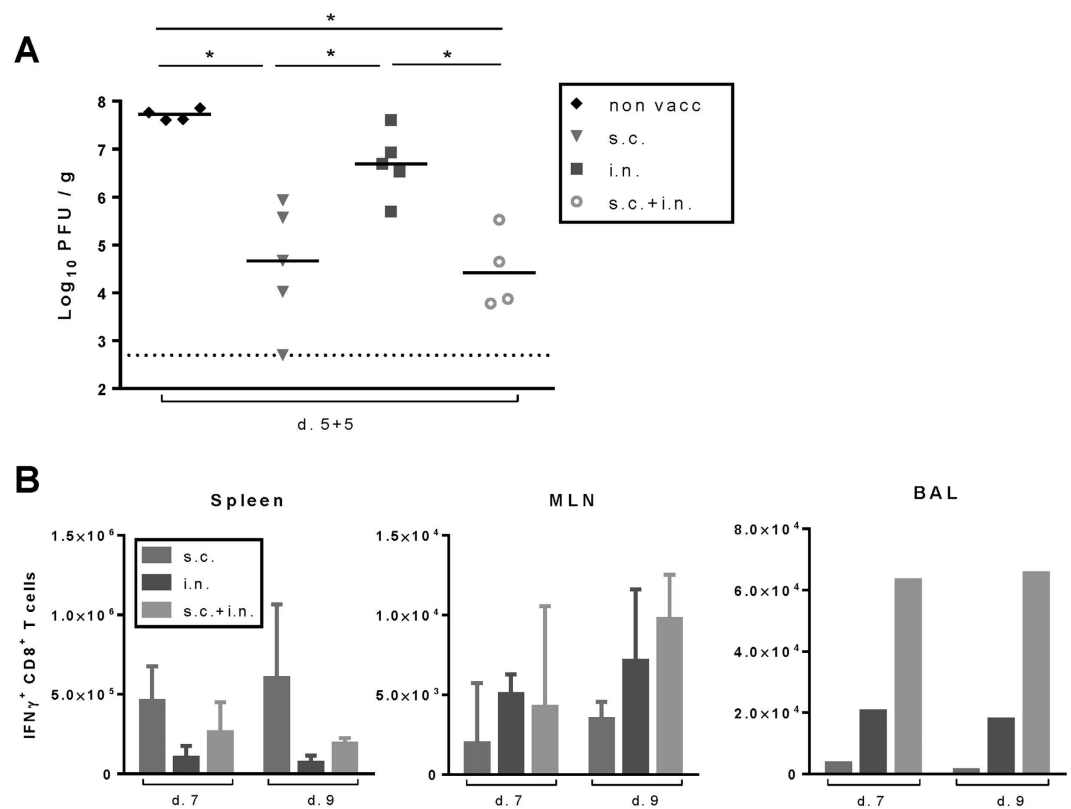 A
*
* * *
Log10 PFU / g
8
7
6
5
4
3
2
d. 5+5
non vacc
s.c.
i.n.
s.c.+i.n.
B
IFNγ+ CD8+ T cells
Spleen
1.5×10^6
1.0×10^6
5.0×10^5
0
s.c.
i.n.
s.c.+i.n.
d. 7 d. 9
MLN
1.5×10^4
1.0×10^4
5.0×10^3
0
d. 7 d. 9
BAL
8.0×10^4
6.0×10^4
4.0×10^4
2.0×10^4
0
d. 7 d. 9